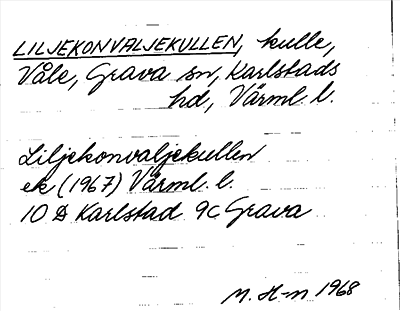 LILJEKONVALJEKULLEN, kulle,
Våle, Grava sn, Karlstads
hd, Värml. l.
Liljekonvaljekullen
ek (1967) Värml. l.
10 D Karlstad 9c Grava
M. H-n 1968